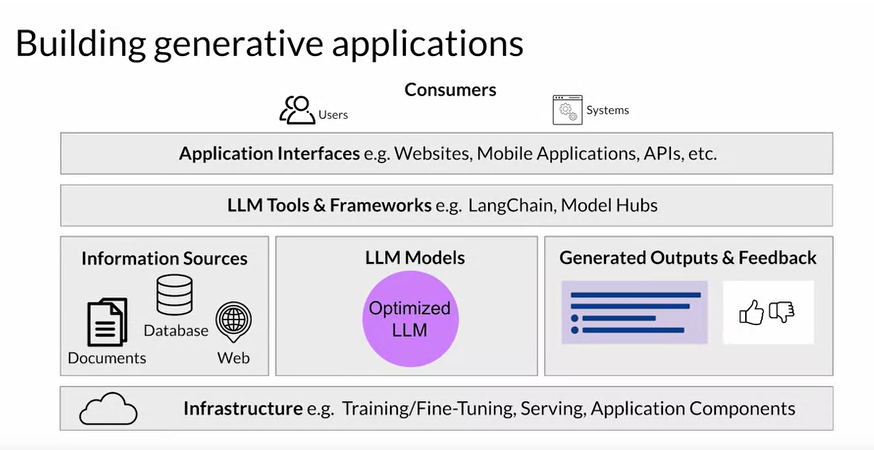 Building generative applications
Consumers
Users
Systems
Application Interfaces e.g. Websites, Mobile Applications, APIs, etc.
LLM Tools & Frameworks e.g. LangChain, Model Hubs
Information Sources
Documents
Database
Web
LLM Models
Optimized
LLM
Generated Outputs & Feedback
Infrastructure e.g. Training/Fine-Tuning, Serving, Application Components